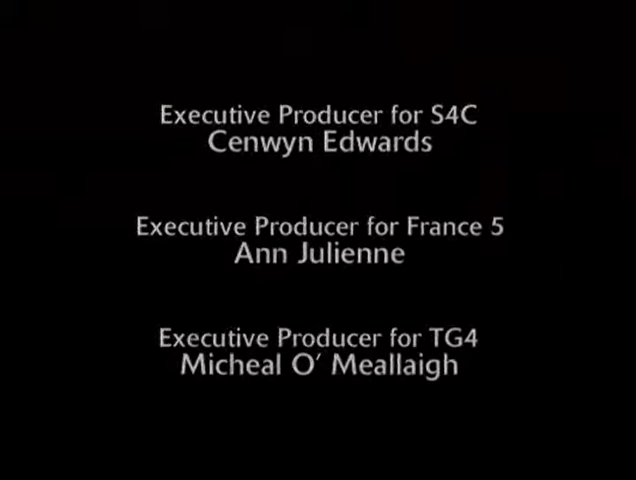 Executive Producer for S4C
Cenwyn Edwards
Executive Producer for France 5
Ann Julienne
Executive Producer for TG4
Micheal O' Meallaigh